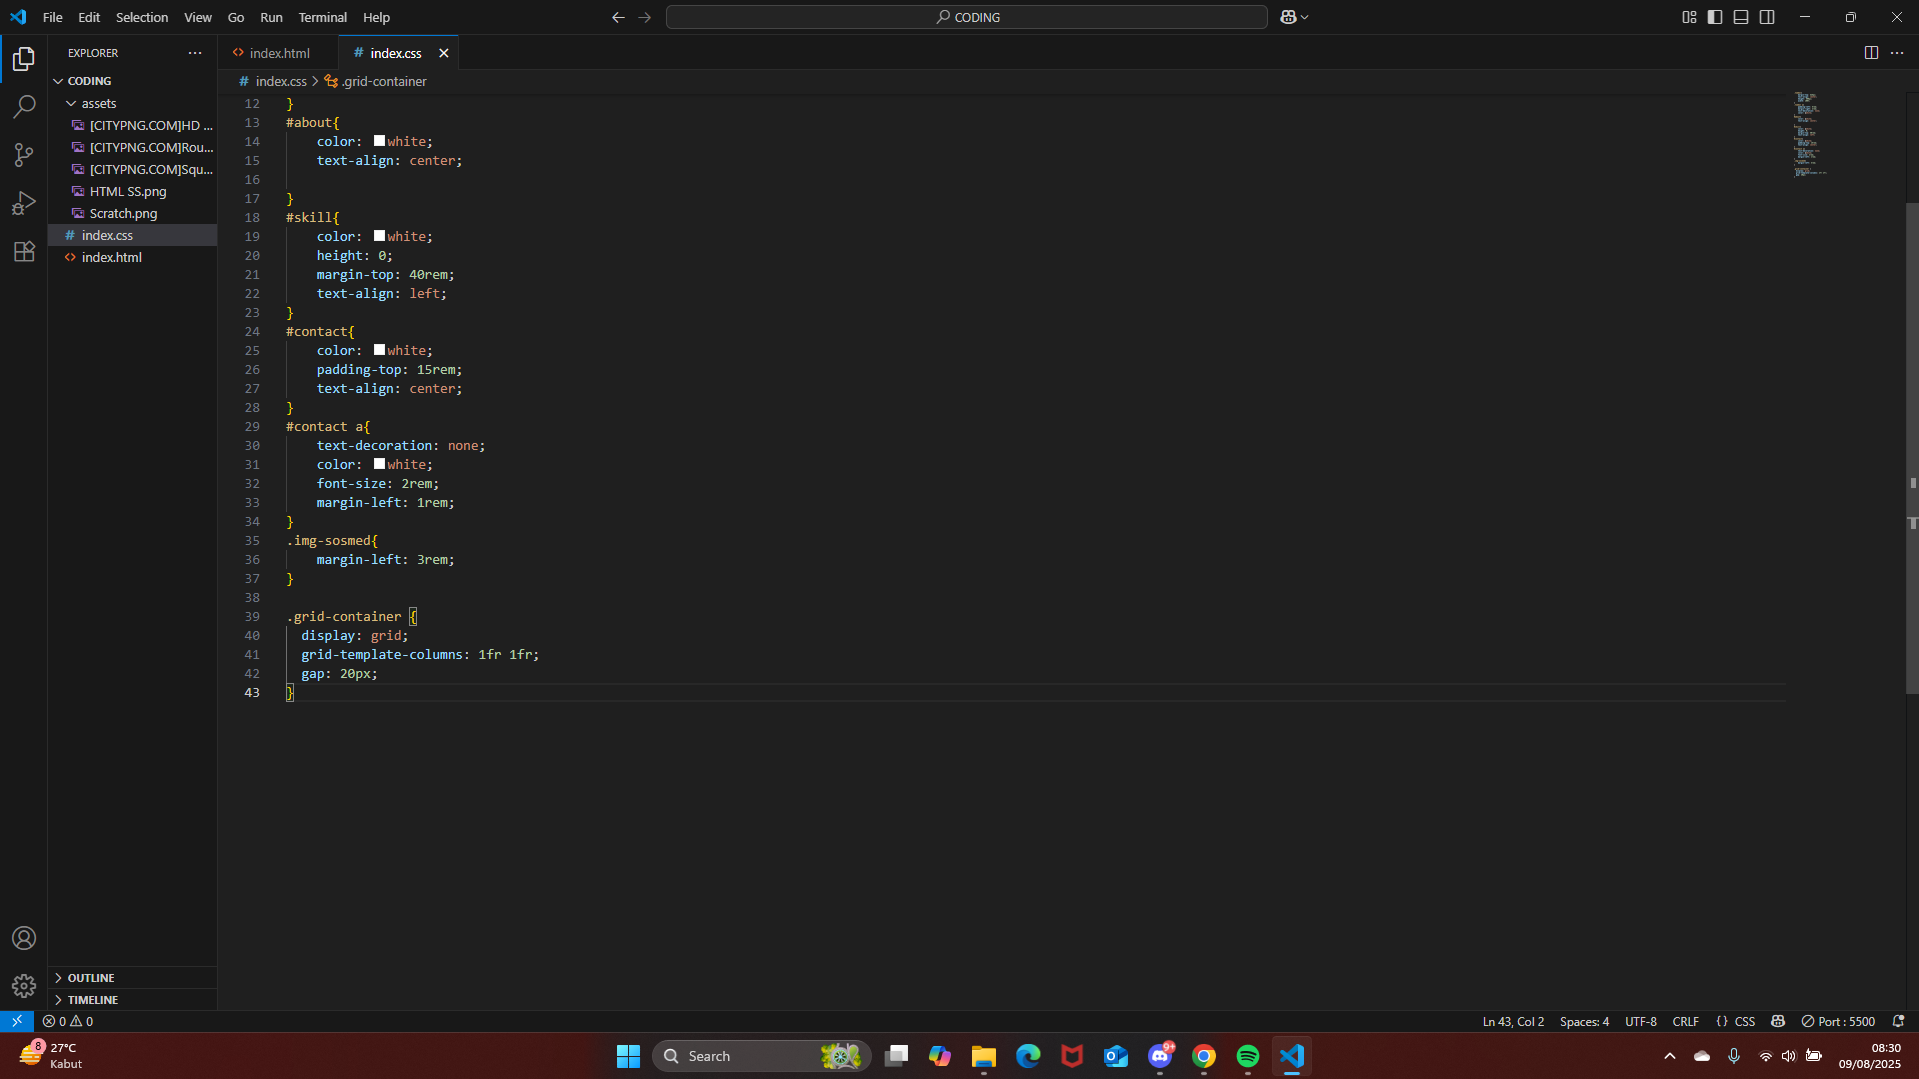 File Edit Selection View Go Run Terminal Help
CODING
EXPLORER
CODING
assets
[CITYPNG.COM]HD ...
[CITYPNG.COM]Rou...
[CITYPNG.COM]Squ...
HTML SS.png
Scratch.png
# index.css
<> index.html
OUTLINE
TIMELINE
<> index.html
# index.css
# index.css > .grid-container
12 }
13 #about{
14 color: white;
15 text-align: center;
16
17 }
18 #skill{
19 color: white;
20 height: 0;
21 margin-top: 40rem;
22 text-align: left;
23 }
24 #contact{
25 color: white;
26 padding-top: 15rem;
27 text-align: center;
28 }
29 #contact a{
30 text-decoration: none;
31 color: white;
32 font-size: 2rem;
33 margin-left: 1rem;
34 }
35 .img-sosmed{
36 margin-left: 3rem;
37 }
38
39 .grid-container {
40 display: grid;
41 grid-template-columns: 1fr 1fr;
42 gap: 20px;
43 }
0 0
Ln 43, Col 2 Spaces: 4 UTF-8 CRLF {} CSS Port : 5500
8
27°C
Kabut
Search
9+
08:30
09/08/2025